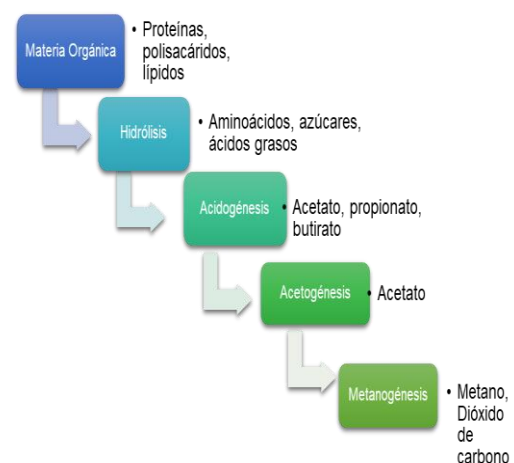 Materia Orgánica
• Proteínas,
polisacáridos,
lípidos
Hidrólisis
• Aminoácidos, azúcares,
ácidos grasos
Acidogénesis
• Acetato, propionato,
butirato
Acetogénesis
• Acetato
Metanogénesis
• Metano,
Dióxido
de
carbono